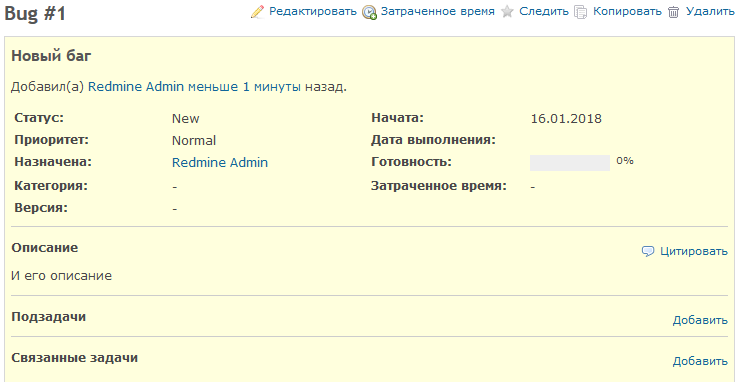 Bug #1 Редактировать Затраченное время Следить Копировать Удалить
Новый баг
Добавил(а) Redmine Admin меньше 1 минуты назад.
Статус: New Начата: 16.01.2018
Приоритет: Normal Дата выполнения:
Назначена: Redmine Admin Готовность: 0%
Категория: - Затраченное время: -
Версия: -
Описание Цитировать
И его описание
Подзадачи Добавить
Связанные задачи Добавить